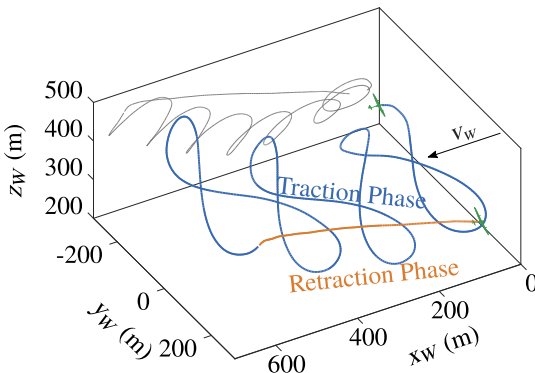 500
400
300
200
z_W (m)
-200
0
200
y_W (m)
600
400
200
0
x_W (m)
v_W
Traction Phase
Retraction Phase